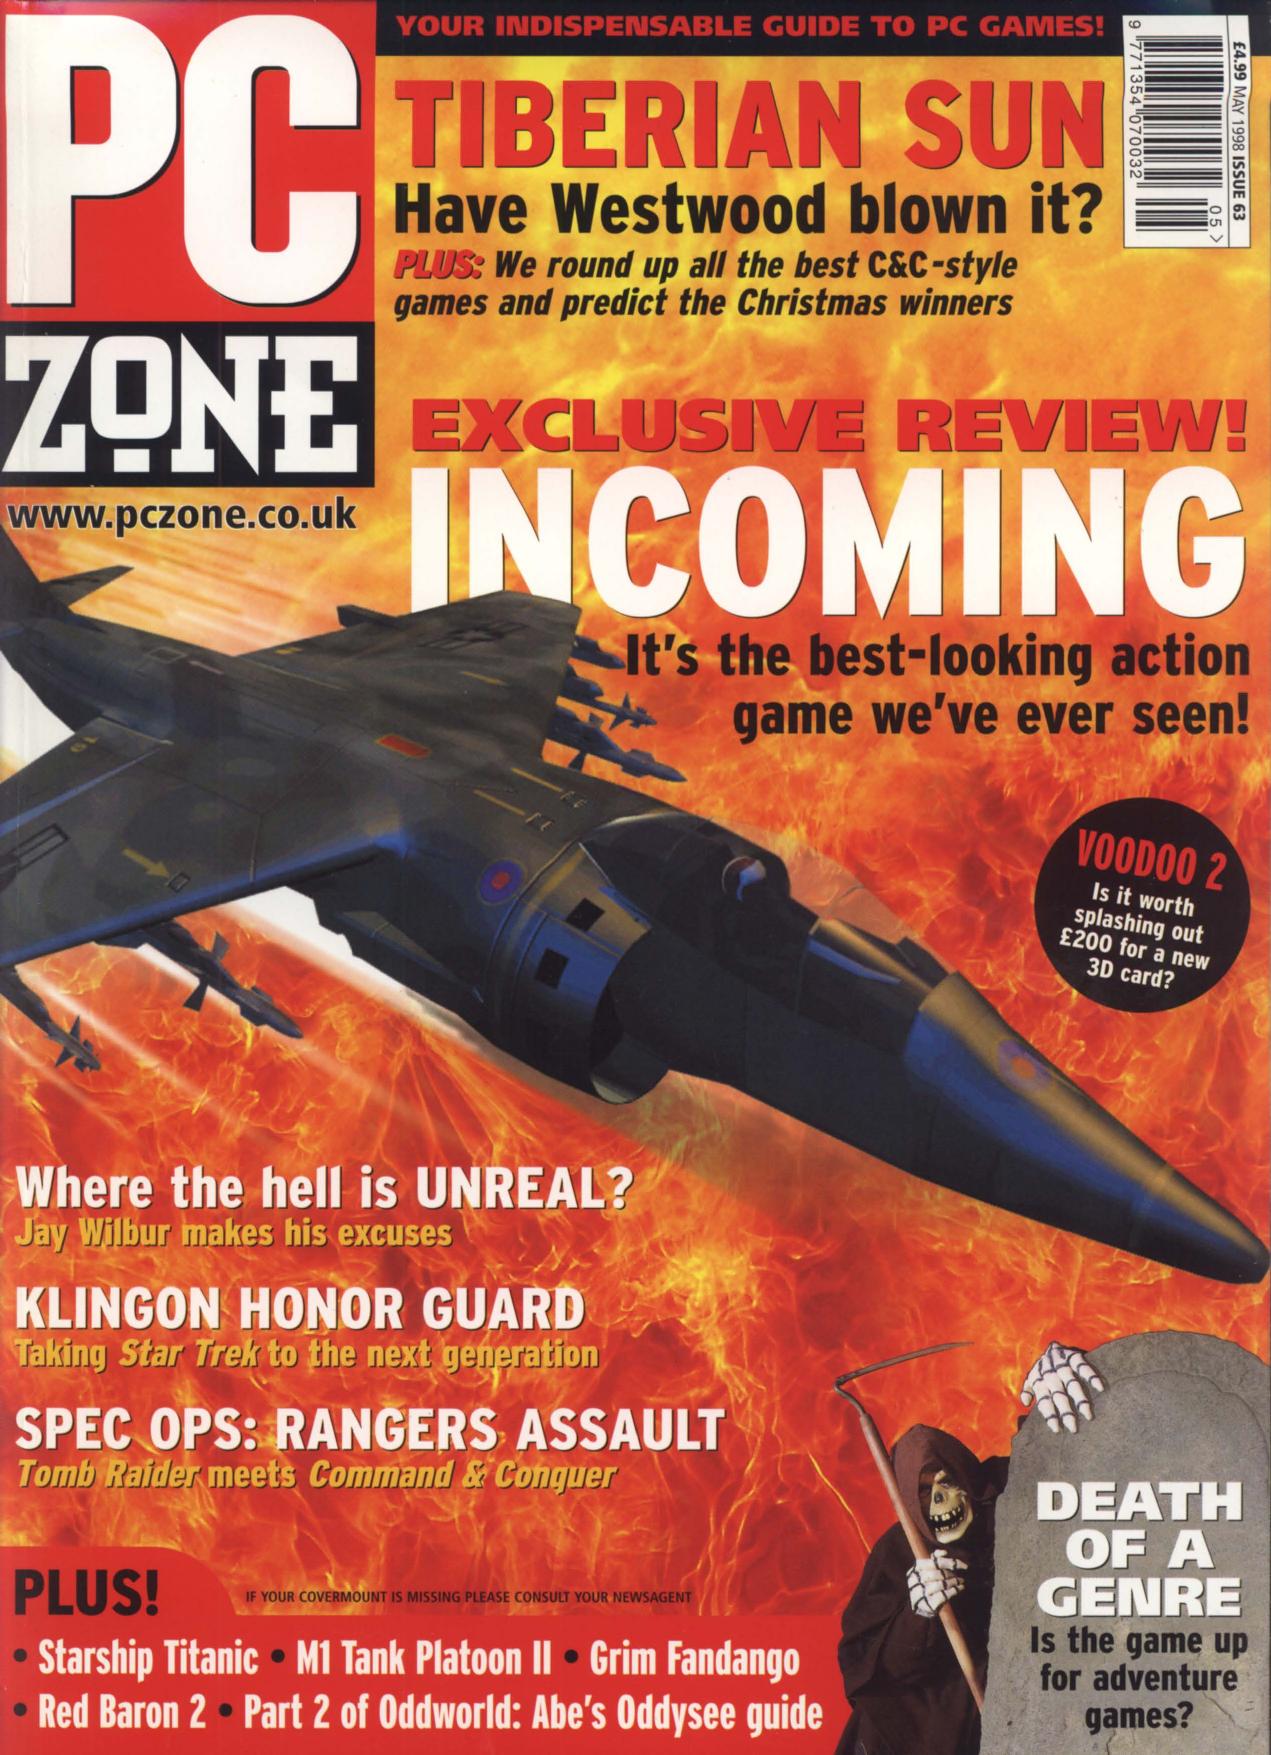 YOUR INDISPENSABLE GUIDE TO PC GAMES!
PC
ZONE
www.pczone.co.uk
£4.99 MAY 1998 ISSUE 63
9 771354 070032
05>
TIBERIAN SUN
Have Westwood blown it?
PLUS: We round up all the best C&C-style
games and predict the Christmas winners
EXCLUSIVE REVIEW!
INCOMING
It's the best-looking action
game we've ever seen!
VOODOO 2
Is it worth
splashing out
£200 for a new
3D card?
Where the hell is UNREAL?
Jay Wilbur makes his excuses
KLINGON HONOR GUARD
Taking Star Trek to the next generation
SPEC OPS: RANGERS ASSAULT
Tomb Raider meets Command & Conquer
DEATH
OF A
GENRE
Is the game up
for adventure
games?
PLUS!
IF YOUR COVERMOUNT IS MISSING PLEASE CONSULT YOUR NEWSAGENT
• Starship Titanic • M1 Tank Platoon II • Grim Fandango
• Red Baron 2 • Part 2 of Oddworld: Abe's Oddysee guide